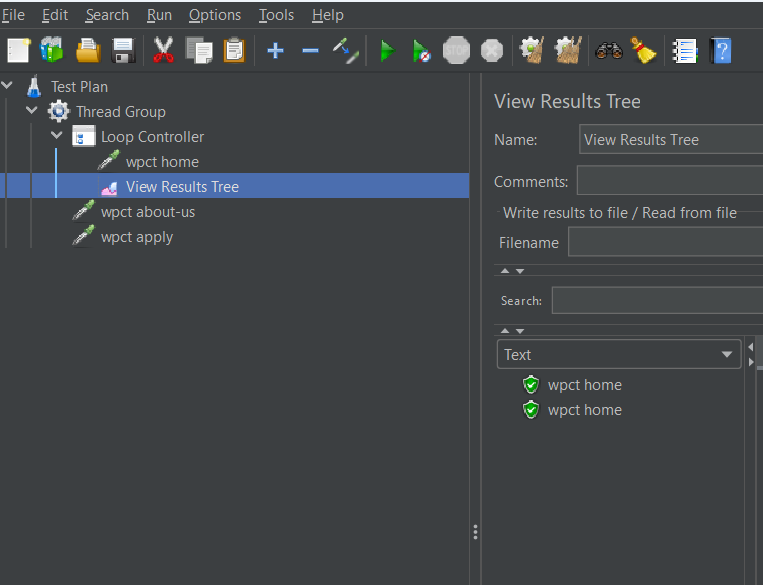 File Edit Search Run Options Tools Help
STOP
Test Plan
Thread Group
Loop Controller
wpct home
View Results Tree
wpct about-us
wpct apply
View Results Tree
Name: View Results Tree
Comments:
Write results to file / Read from file
Filename
Search:
Text
wpct home
wpct home